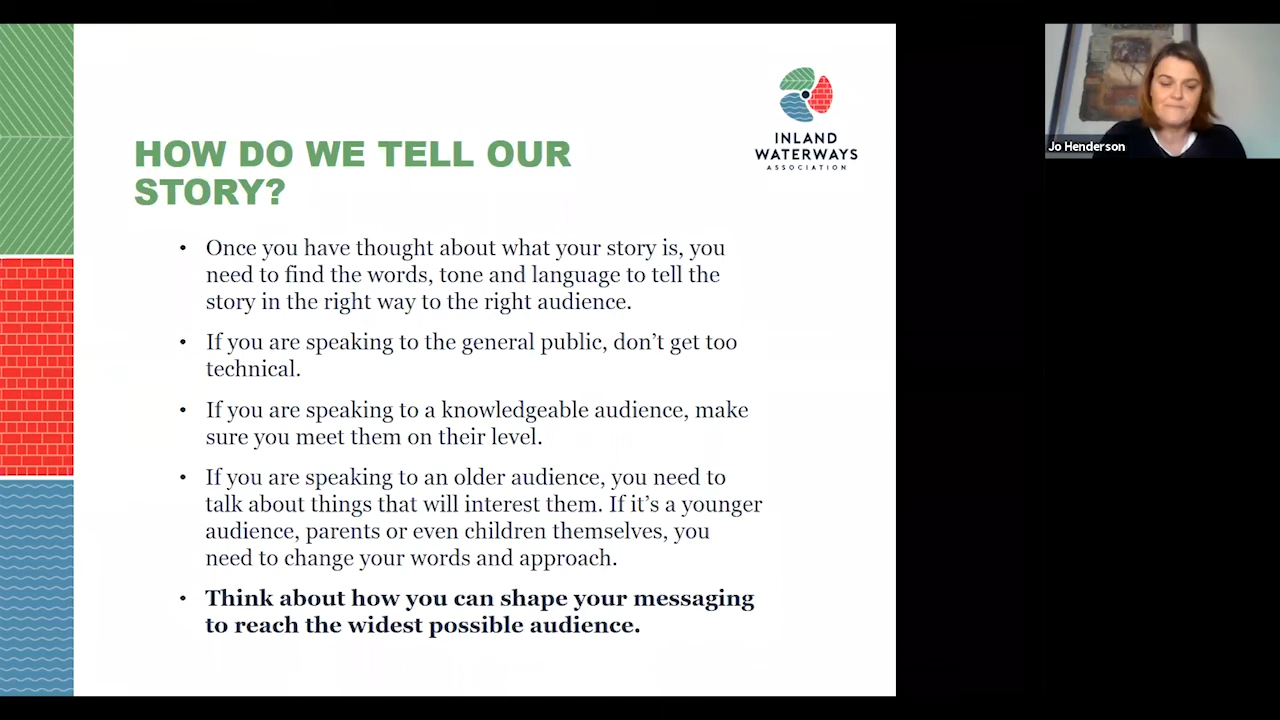 INLAND
WATERWAYS
ASSOCIATION
Jo Henderson
HOW DO WE TELL OUR
STORY?
• Once you have thought about what your story is, you
need to find the words, tone and language to tell the
story in the right way to the right audience.
• If you are speaking to the general public, don’t get too
technical.
• If you are speaking to a knowledgeable audience, make
sure you meet them on their level.
• If you are speaking to an older audience, you need to
talk about things that will interest them. If it’s a younger
audience, parents or even children themselves, you
need to change your words and approach.
• Think about how you can shape your messaging
to reach the widest possible audience.